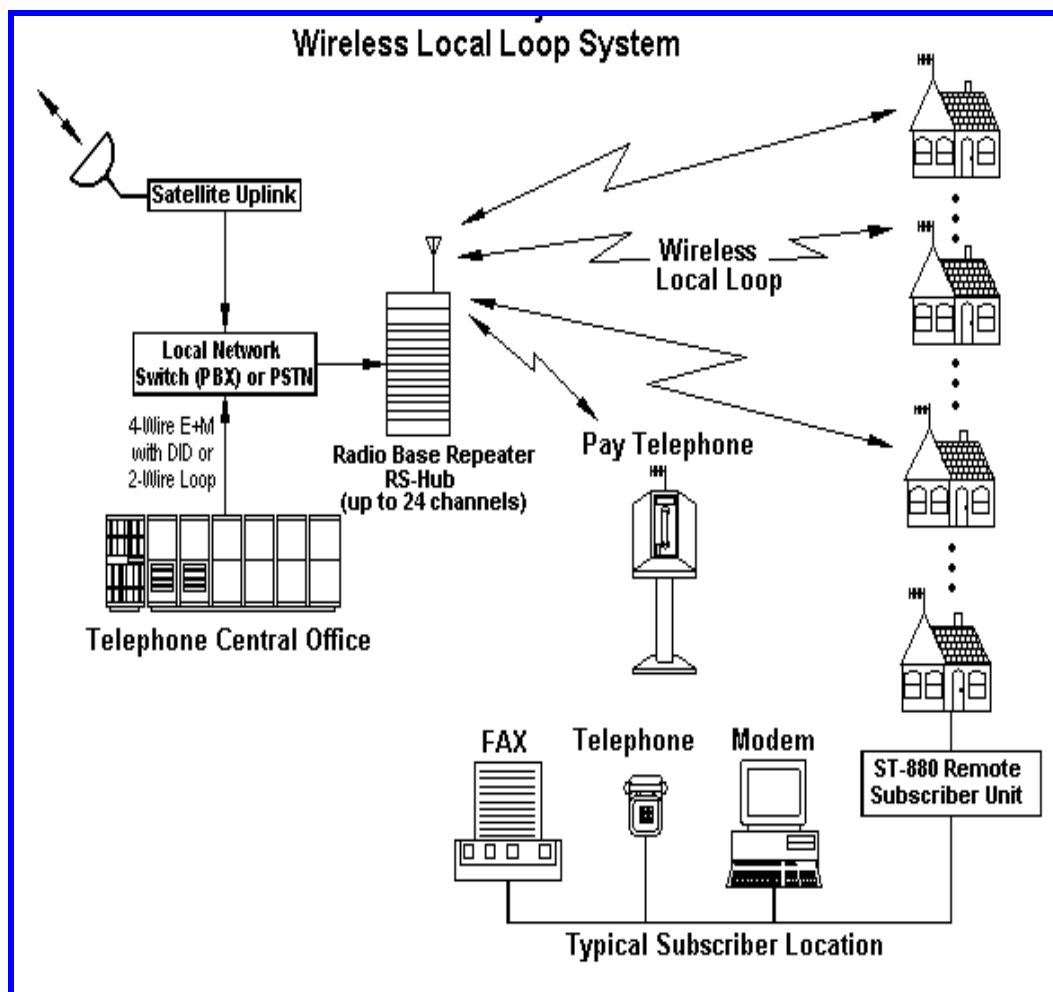 Wireless Local Loop System
Satellite Uplink
Wireless
Local Loop
Local Network
Switch (PBX) or PSTN
4-Wire E+M
with DID or
2-Wire Loop
Radio Base Repeater
RS-Hub
(up to 24 channels)
Pay Telephone
Telephone Central Office
FAX
Telephone
Modem
ST-880 Remote
Subscriber Unit
Typical Subscriber Location